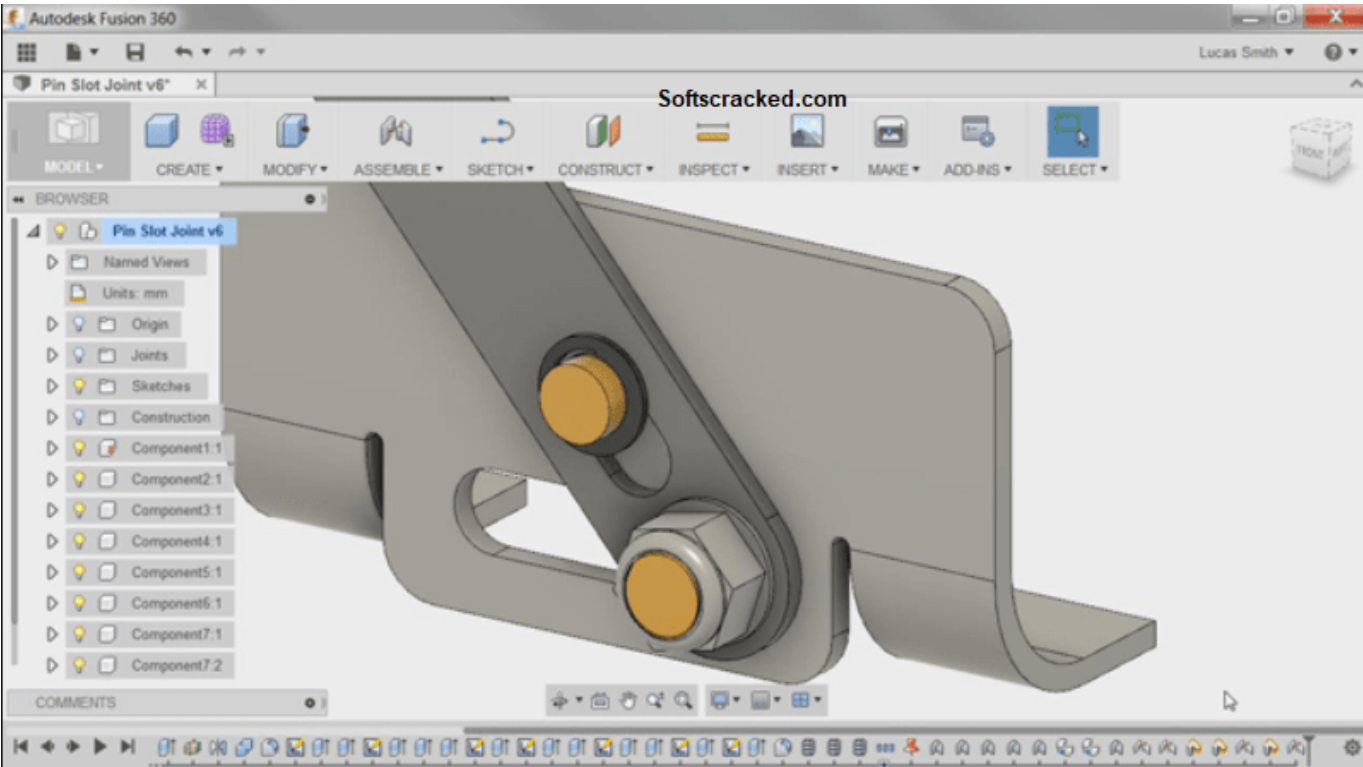 Autodesk Fusion 360
Lucas Smith
Pin Slot Joint v6*
Softscracked.com
MODEL
CREATE
MODIFY
ASSEMBLE
SKETCH
CONSTRUCT
INSPECT
INSERT
MAKE
ADD-INS
SELECT
FRONT
BROWSER
Pin Slot Joint v6
Named Views
Units: mm
Origin
Joints
Sketches
Construction
Component1:1
Component2:1
Component3:1
Component4:1
Component5:1
Component6:1
Component7:1
Component7:2
COMMENTS